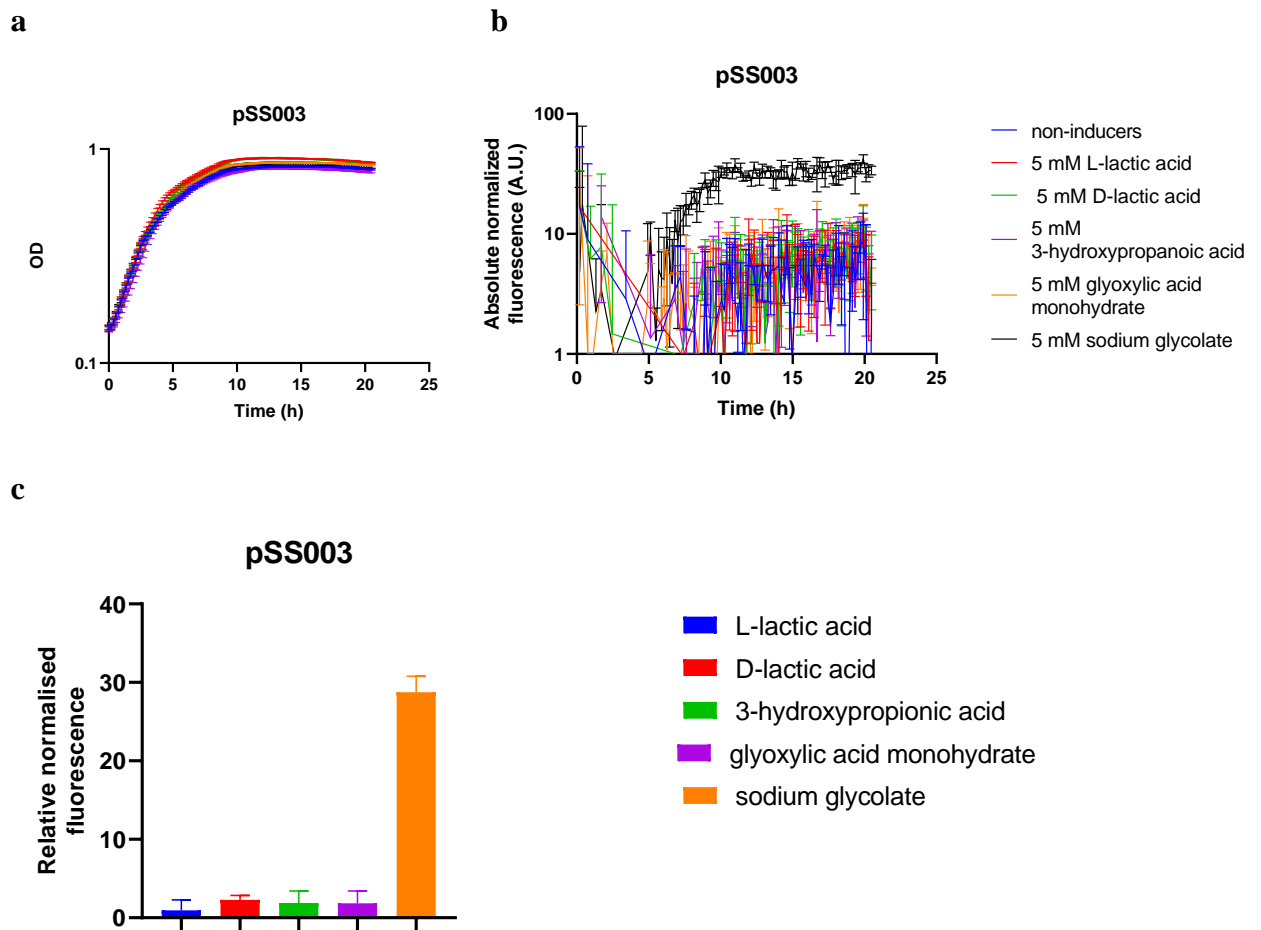 a
b
pSS003
pSS003
OD
1
0.1
0
5
10
15
20
25
Time (h)
Absolute normalized
fluorescence (A.U.)
100
10
1
0
5
10
15
20
25
Time (h)
non-inducers
5 mM L-lactic acid
5 mM D-lactic acid
5 mM
3-hydroxypropanoic acid
5 mM glyoxylic acid
monohydrate
5 mM sodium glycolate
c
pSS003
Relative normalised
fluorescence
40
30
20
10
0
L-lactic acid
D-lactic acid
3-hydroxypropionic acid
glyoxylic acid monohydrate
sodium glycolate